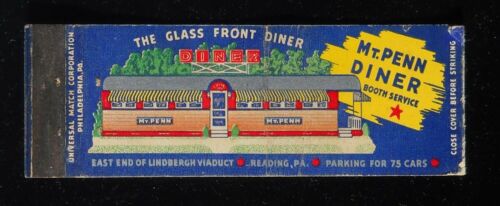 UNIVERSAL MATCH CORPORATION
PHILADELPHIA, PA.
THE GLASS FRONT DINER
DINER
MT. PENN
MT. PENN
MT. PENN
DINER
BOOTH SERVICE
EAST END OF LINDBERGH VIADUCT ★ READING, PA. ★ PARKING FOR 75 CARS ★
CLOSE COVER BEFORE STRIKING